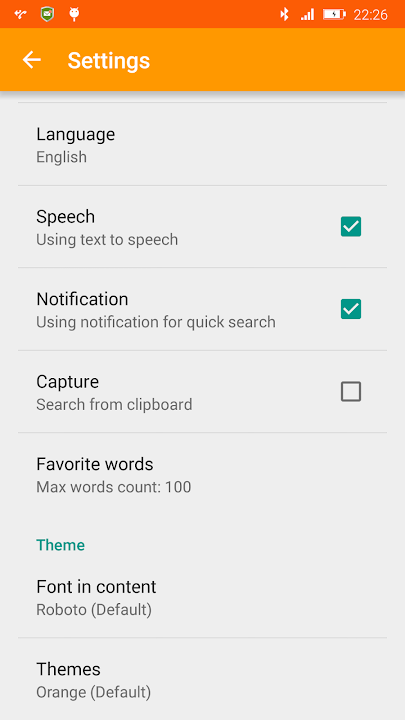 22:26
Settings
Language
English
Speech
Using text to speech
Notification
Using notification for quick search
Capture
Search from clipboard
Favorite words
Max words count: 100
Theme
Font in content
Roboto (Default)
Themes
Orange (Default)